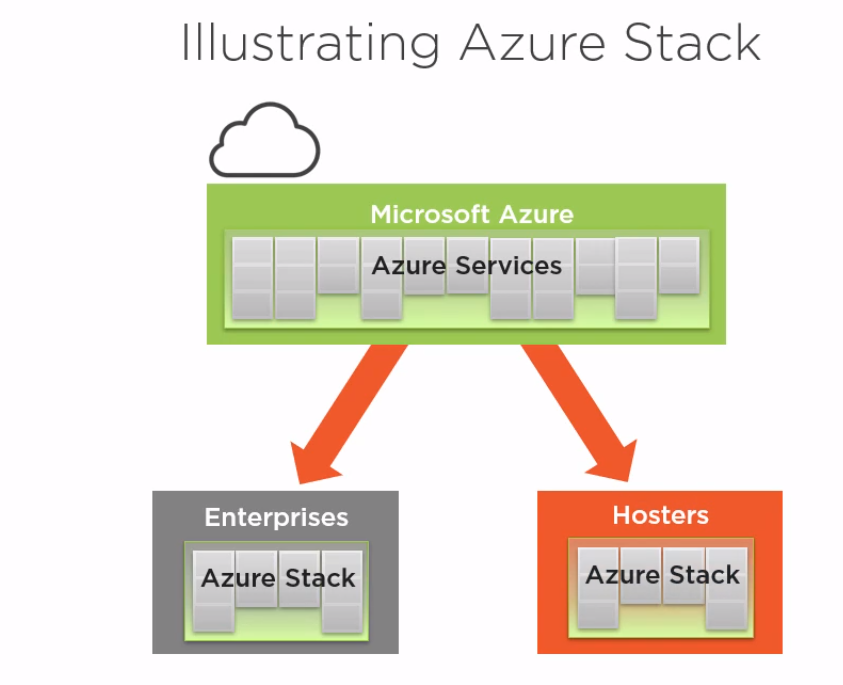 Illustrating Azure Stack
Microsoft Azure
Azure Services
Enterprises
Azure Stack
Hosters
Azure Stack